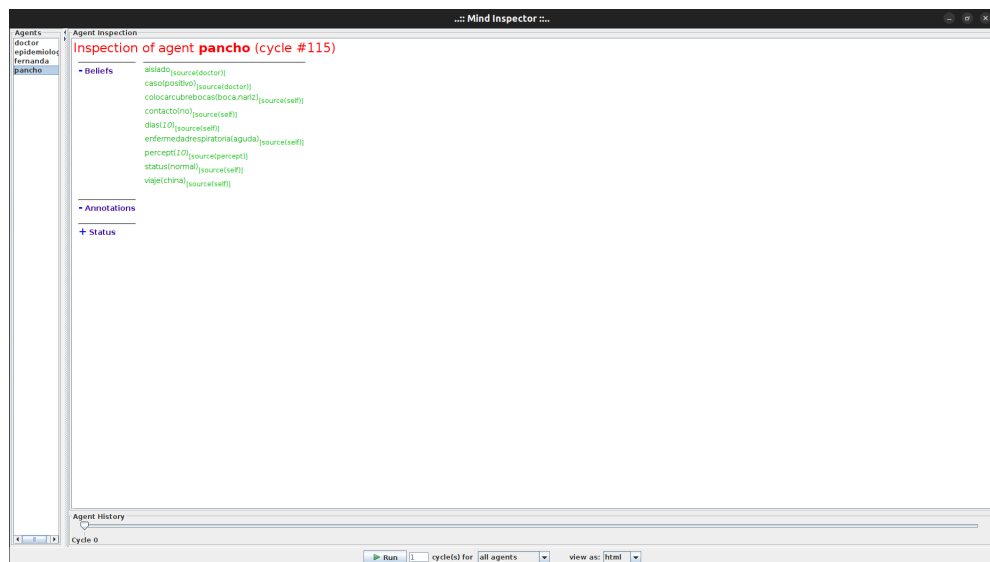 ..:: Mind Inspector ::..
Agents
doctor
epidemiolog
fernanda
pancho
Agent Inspection
Inspection of agent pancho (cycle #115)
- Beliefs
aislado[source(doctor)]
caso(positivo)[source(doctor)]
colocarcubrebocas(boca,nariz)[source(self)]
contacto(no)[source(self)]
dias(10)[source(self)]
enfermedadrespiratoria(aguda)[source(self)]
percept(10)[source(percept)]
status(normal)[source(self)]
viaje(china)[source(self)]
- Annotations
+ Status
Agent History
Cycle 0
Run 1 cycle(s) for all agents view as: html